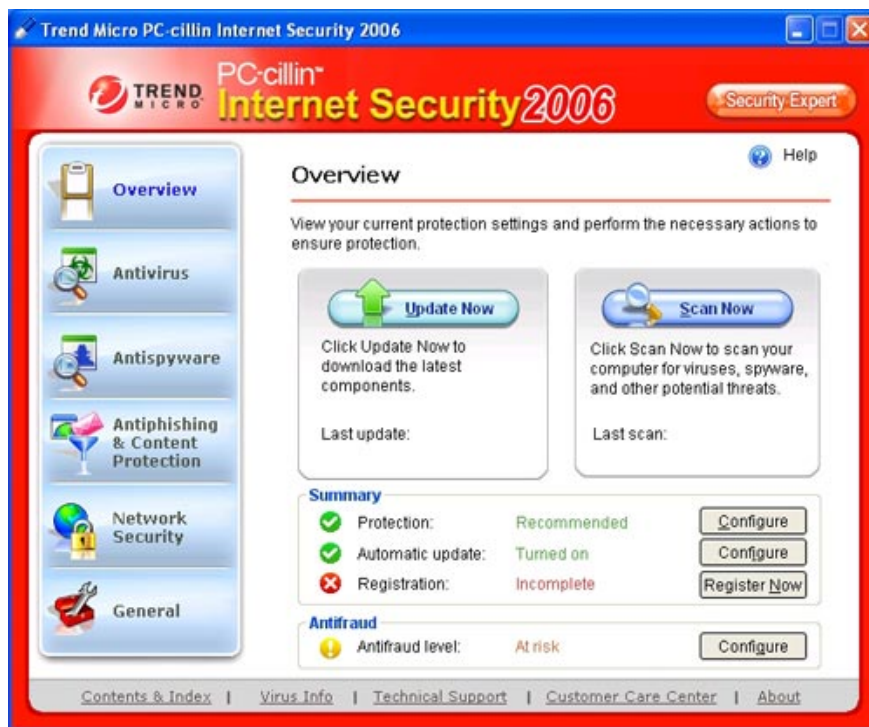 Trend Micro PC-cillin Internet Security 2006
TREND MICRO
PC-cillin™
Internet Security 2006
Security Expert
Overview
Antivirus
Antispyware
Antiphishing
& Content
Protection
Network
Security
General
Help
Overview
View your current protection settings and perform the necessary actions to
ensure protection.
Update Now
Click Update Now to
download the latest
components.
Last update:
Scan Now
Click Scan Now to scan your
computer for viruses, spyware,
and other potential threats.
Last scan:
Summary
Protection: Recommended Configure
Automatic update: Turned on Configure
Registration: Incomplete Register Now
Antifraud
Antifraud level: At risk Configure
Contents & Index | Virus Info | Technical Support | Customer Care Center | About